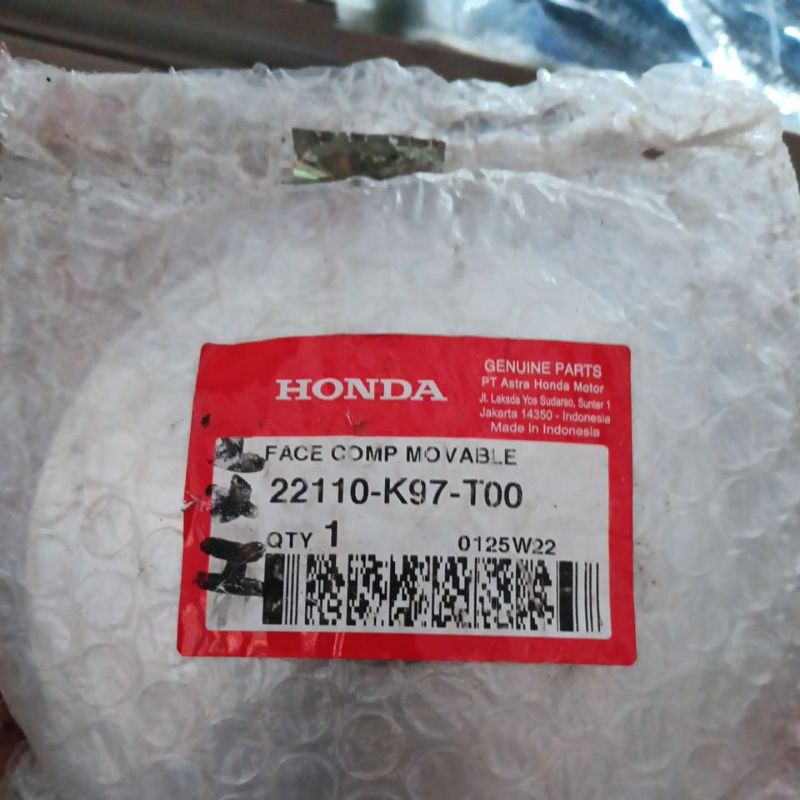 HONDA
GENUINE PARTS
PT Astra Honda Motor
Jl. Laksda Yos Sudarso, Sunter 1
Jakarta 14350 - Indonesia
Made in Indonesia
FACE COMP MOVABLE
22110-K97-T00
QTY 1
0125W22